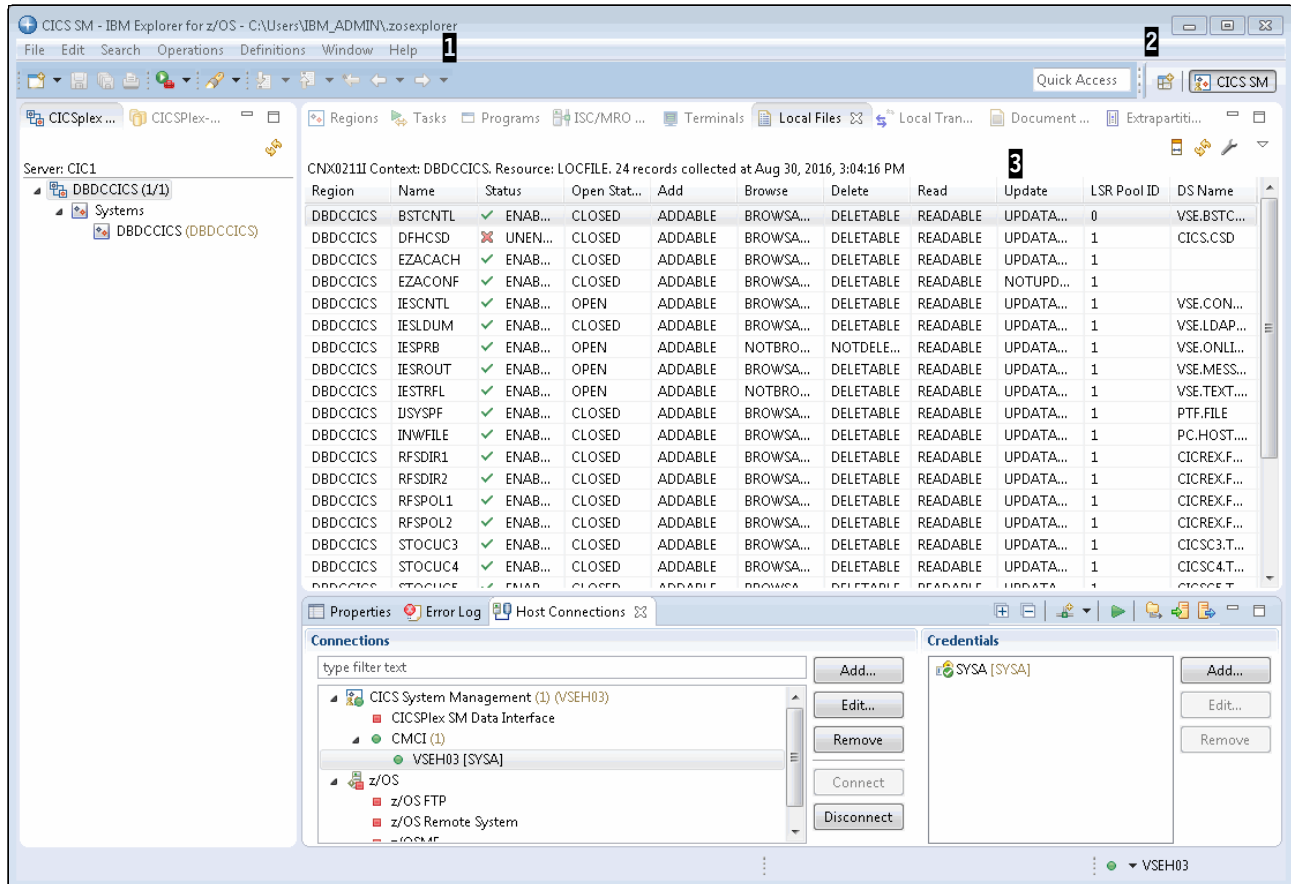 CICS SM - IBM Explorer for z/OS - C:\Users\IBM_ADMIN\.zosexplorer
File Edit Search Operations Definitions Window Help 1
2
Quick Access CICS SM
CICSplex ... CICSPlex-...
Regions Tasks Programs ISC/MRO ... Terminals Local Files Local Tran... Document ... Extrapartiti...
Server: CIC1
DBDCCICS (1/1)
Systems
DBDCCICS (DBDCCICS)
3
CNX0211I Context: DBDCCICS. Resource: LOCFILE. 24 records collected at Aug 30, 2016, 3:04:16 PM
Region Name Status Open Stat... Add Browse Delete Read Update LSR Pool ID DS Name
DBDCCICS BSTCNTL ENAB... CLOSED ADDABLE BROWSA... DELETABLE READABLE UPDATA... 0 VSE.BSTC...
DBDCCICS DFHCSD UNEN... CLOSED ADDABLE BROWSA... DELETABLE READABLE UPDATA... 1 CICS.CSD
DBDCCICS EZACACH ENAB... CLOSED ADDABLE BROWSA... DELETABLE READABLE UPDATA... 1
DBDCCICS EZACONF ENAB... CLOSED ADDABLE BROWSA... DELETABLE READABLE NOTUPD... 1
DBDCCICS IESCNTL ENAB... OPEN ADDABLE BROWSA... DELETABLE READABLE UPDATA... 1 VSE.CON...
DBDCCICS IESLDUM ENAB... CLOSED ADDABLE BROWSA... DELETABLE READABLE UPDATA... 1 VSE.LDAP...
DBDCCICS IESPRB ENAB... OPEN ADDABLE NOTBRO... NOTDELE... READABLE UPDATA... 1 VSE.ONLI...
DBDCCICS IESROUT ENAB... OPEN ADDABLE BROWSA... DELETABLE READABLE UPDATA... 1 VSE.MESS...
DBDCCICS IESTRFL ENAB... OPEN ADDABLE NOTBRO... DELETABLE READABLE UPDATA... 1 VSE.TEXT....
DBDCCICS IJSYSPF ENAB... CLOSED ADDABLE BROWSA... DELETABLE READABLE UPDATA... 1 PTF.FILE
DBDCCICS INWFILE ENAB... CLOSED ADDABLE BROWSA... DELETABLE READABLE UPDATA... 1 PC.HOST....
DBDCCICS RFSDIR1 ENAB... CLOSED ADDABLE BROWSA... DELETABLE READABLE UPDATA... 1 CICREX.F...
DBDCCICS RFSDIR2 ENAB... CLOSED ADDABLE BROWSA... DELETABLE READABLE UPDATA... 1 CICREX.F...
DBDCCICS RFSPOL1 ENAB... CLOSED ADDABLE BROWSA... DELETABLE READABLE UPDATA... 1 CICREX.F...
DBDCCICS RFSPOL2 ENAB... CLOSED ADDABLE BROWSA... DELETABLE READABLE UPDATA... 1 CICREX.F...
DBDCCICS STOCUC3 ENAB... CLOSED ADDABLE BROWSA... DELETABLE READABLE UPDATA... 1 CICSC3.T...
DBDCCICS STOCUC4 ENAB... CLOSED ADDABLE BROWSA... DELETABLE READABLE UPDATA... 1 CICSC4.T...
DBDCCICS STOCUC5 ENAB... CLOSED ADDABLE BROWSA... DELETABLE READABLE UPDATA... 1 CICSC5.T...
Properties Error Log Host Connections
Connections
type filter text
Add...
Edit...
Remove
Connect
Disconnect
CICS System Management (1) (VSEH03)
CICSPlex SM Data Interface
CMCI (1)
VSEH03 [SYSA]
z/OS
z/OS FTP
z/OS Remote System
z/OSMF
Credentials
SYSA [SYSA]
Add...
Edit...
Remove
VSEH03